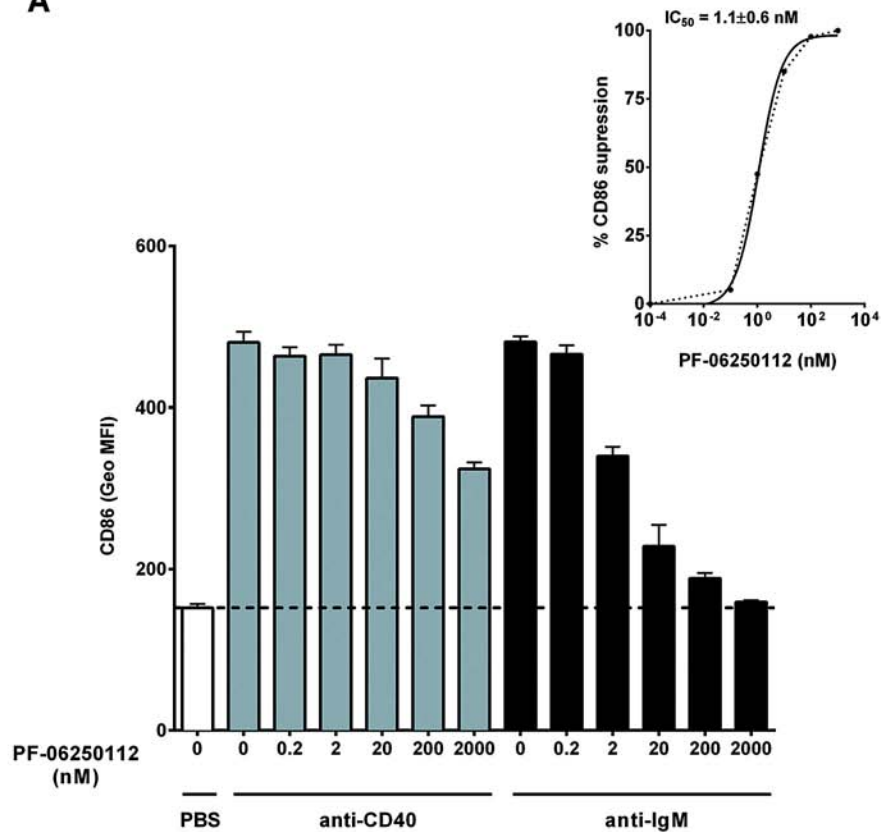 A
IC50 = 1.1±0.6 nM
100
75
50
25
0
% CD86 supression
10-4 10-2 100 102 104
PF-06250112 (nM)
600
400
200
0
CD86 (Geo MFI)
PF-06250112 (nM)
0 0 0.2 2 20 200 2000 0 0.2 2 20 200 2000
PBS anti-CD40 anti-IgM